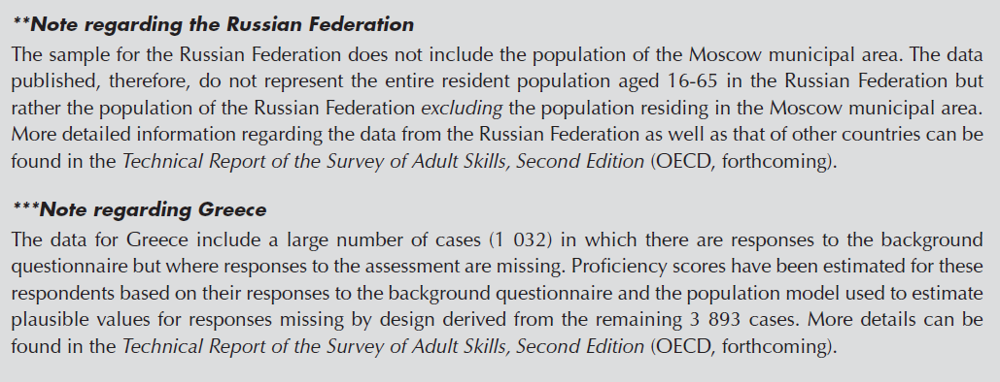 **Note regarding the Russian Federation
The sample for the Russian Federation does not include the population of the Moscow municipal area. The data
published, therefore, do not represent the entire resident population aged 16-65 in the Russian Federation but
rather the population of the Russian Federation excluding the population residing in the Moscow municipal area.
More detailed information regarding the data from the Russian Federation as well as that of other countries can be
found in the Technical Report of the Survey of Adult Skills, Second Edition (OECD, forthcoming).
***Note regarding Greece
The data for Greece include a large number of cases (1 032) in which there are responses to the background
questionnaire but where responses to the assessment are missing. Proficiency scores have been estimated for these
respondents based on their responses to the background questionnaire and the population model used to estimate
plausible values for responses missing by design derived from the remaining 3 893 cases. More details can be
found in the Technical Report of the Survey of Adult Skills, Second Edition (OECD, forthcoming).